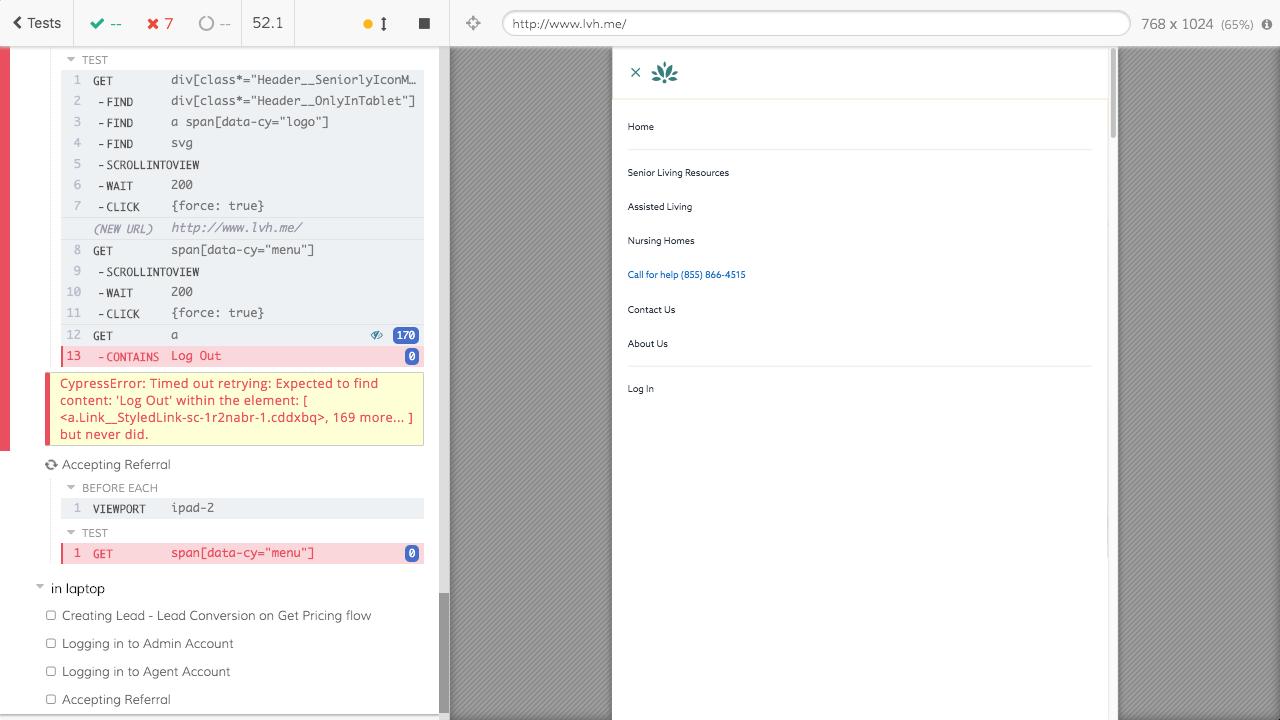 Tests
--
7
--
52.1
http://www.lvh.me/
768 x 1024 (65%)
TEST
1 GET div[class*="Header__SeniorlyIconM…
2 -FIND div[class*="Header__OnlyInTablet"]
3 -FIND a span[data-cy="logo"]
4 -FIND svg
5 -SCROLLINTOVIEW
6 -WAIT 200
7 -CLICK {force: true}
(NEW URL) http://www.lvh.me/
8 GET span[data-cy="menu"]
9 -SCROLLINTOVIEW
10 -WAIT 200
11 -CLICK {force: true}
12 GET a 170
13 -CONTAINS Log Out 0
CypressError: Timed out retrying: Expected to find
content: 'Log Out' within the element: [
<a.Link__StyledLink-sc-1r2nabr-1.cddxbq>, 169 more... ]
but never did.
Accepting Referral
BEFORE EACH
1 VIEWPORT ipad-2
TEST
1 GET span[data-cy="menu"] 0
in laptop
Creating Lead - Lead Conversion on Get Pricing flow
Logging in to Admin Account
Logging in to Agent Account
Accepting Referral
Home
Senior Living Resources
Assisted Living
Nursing Homes
Call for help (855) 866-4515
Contact Us
About Us
Log In